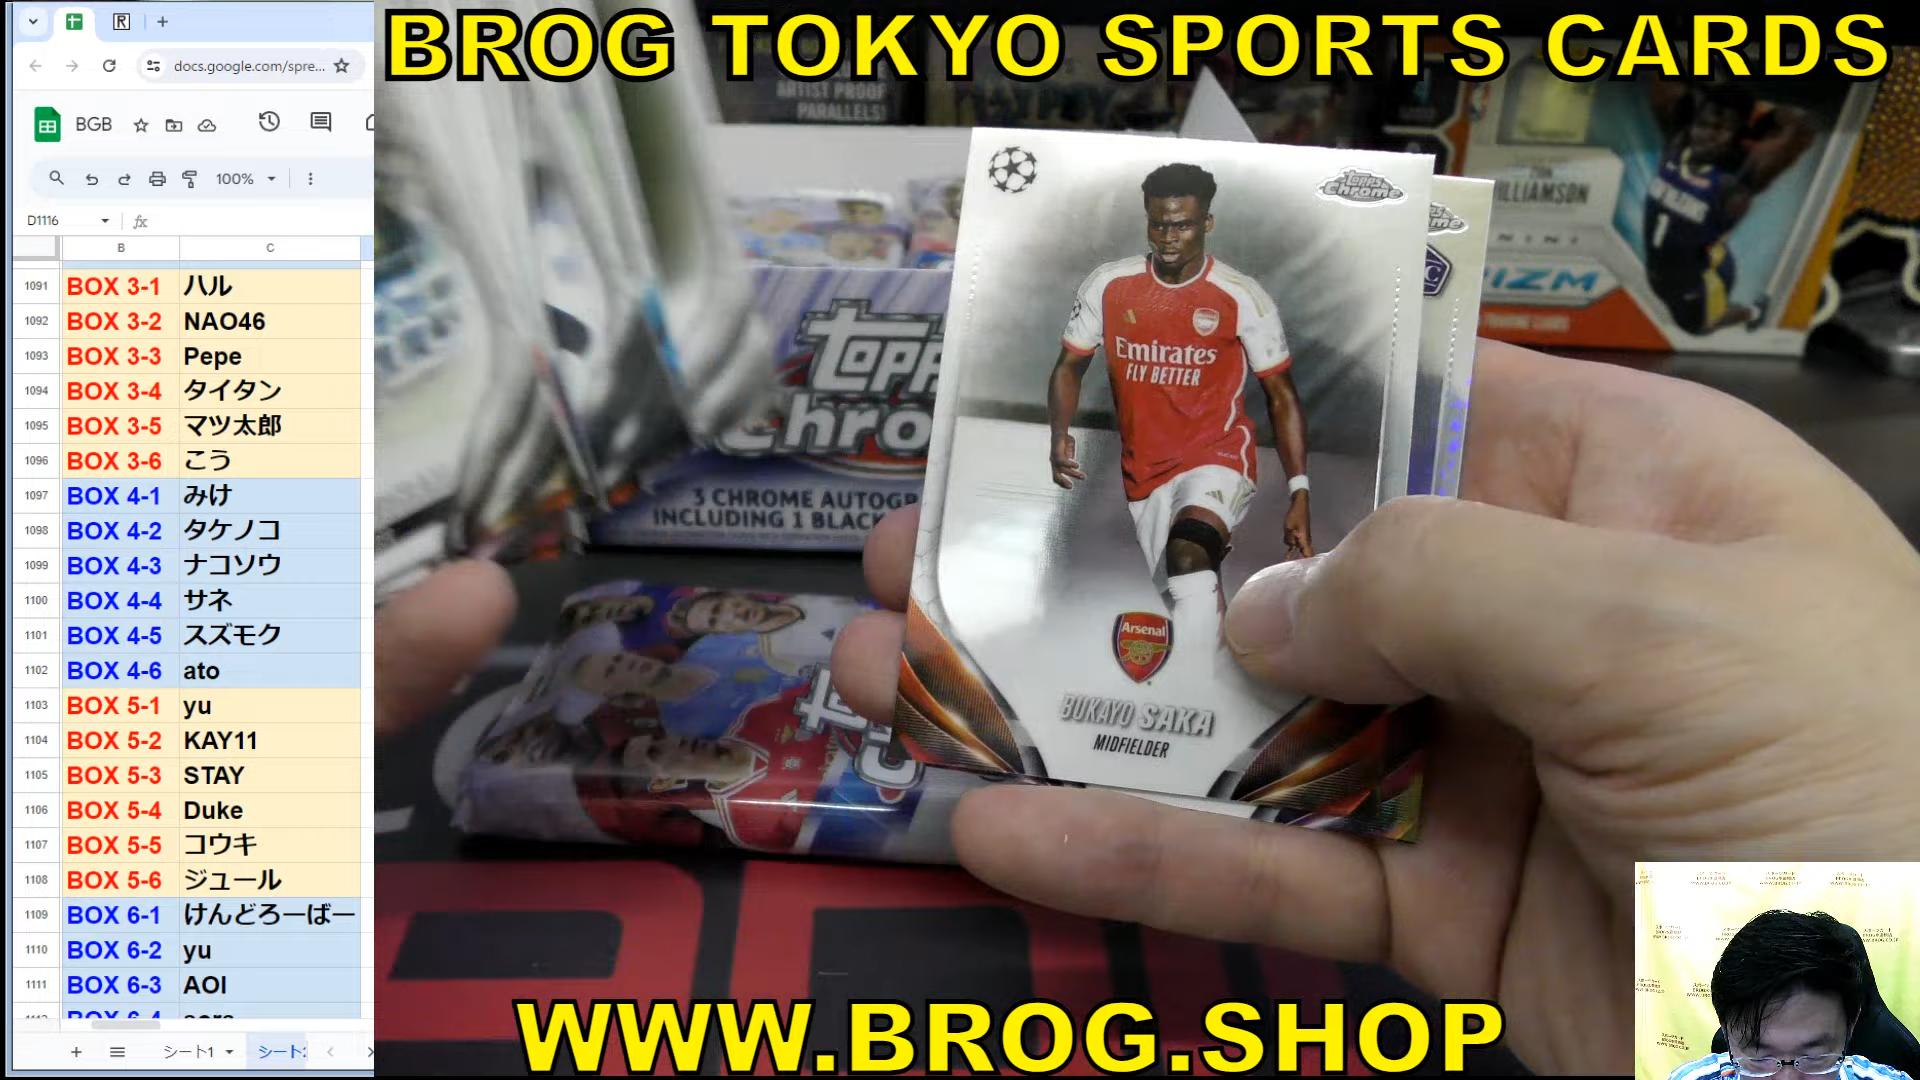 BROG TOKYO SPORTS CARDS
docs.google.com/spre...
BGB
100%
D1116
fx
B C
1091 BOX 3-1 ハル
1092 BOX 3-2 NAO46
1093 BOX 3-3 Pepe
1094 BOX 3-4 タイタン
1095 BOX 3-5 マツ太郎
1096 BOX 3-6 こう
1097 BOX 4-1 みけ
1098 BOX 4-2 タケノコ
1099 BOX 4-3 ナコソウ
1100 BOX 4-4 サネ
1101 BOX 4-5 スズモク
1102 BOX 4-6 ato
1103 BOX 5-1 yu
1104 BOX 5-2 KAY11
1105 BOX 5-3 STAY
1106 BOX 5-4 Duke
1107 BOX 5-5 コウキ
1108 BOX 5-6 ジュール
1109 BOX 6-1 けんどろーばー
1110 BOX 6-2 yu
1111 BOX 6-3 AOI
シート1
ARTIST PROOF
PARALLELS!
Topps
Chrome
Emirates
FLY BETTER
Arsenal
BUKAYO SAKA
MIDFIELDER
3 CHROME AUTOG
INCLUDING 1 BLACK
WWW.BROG.SHOP